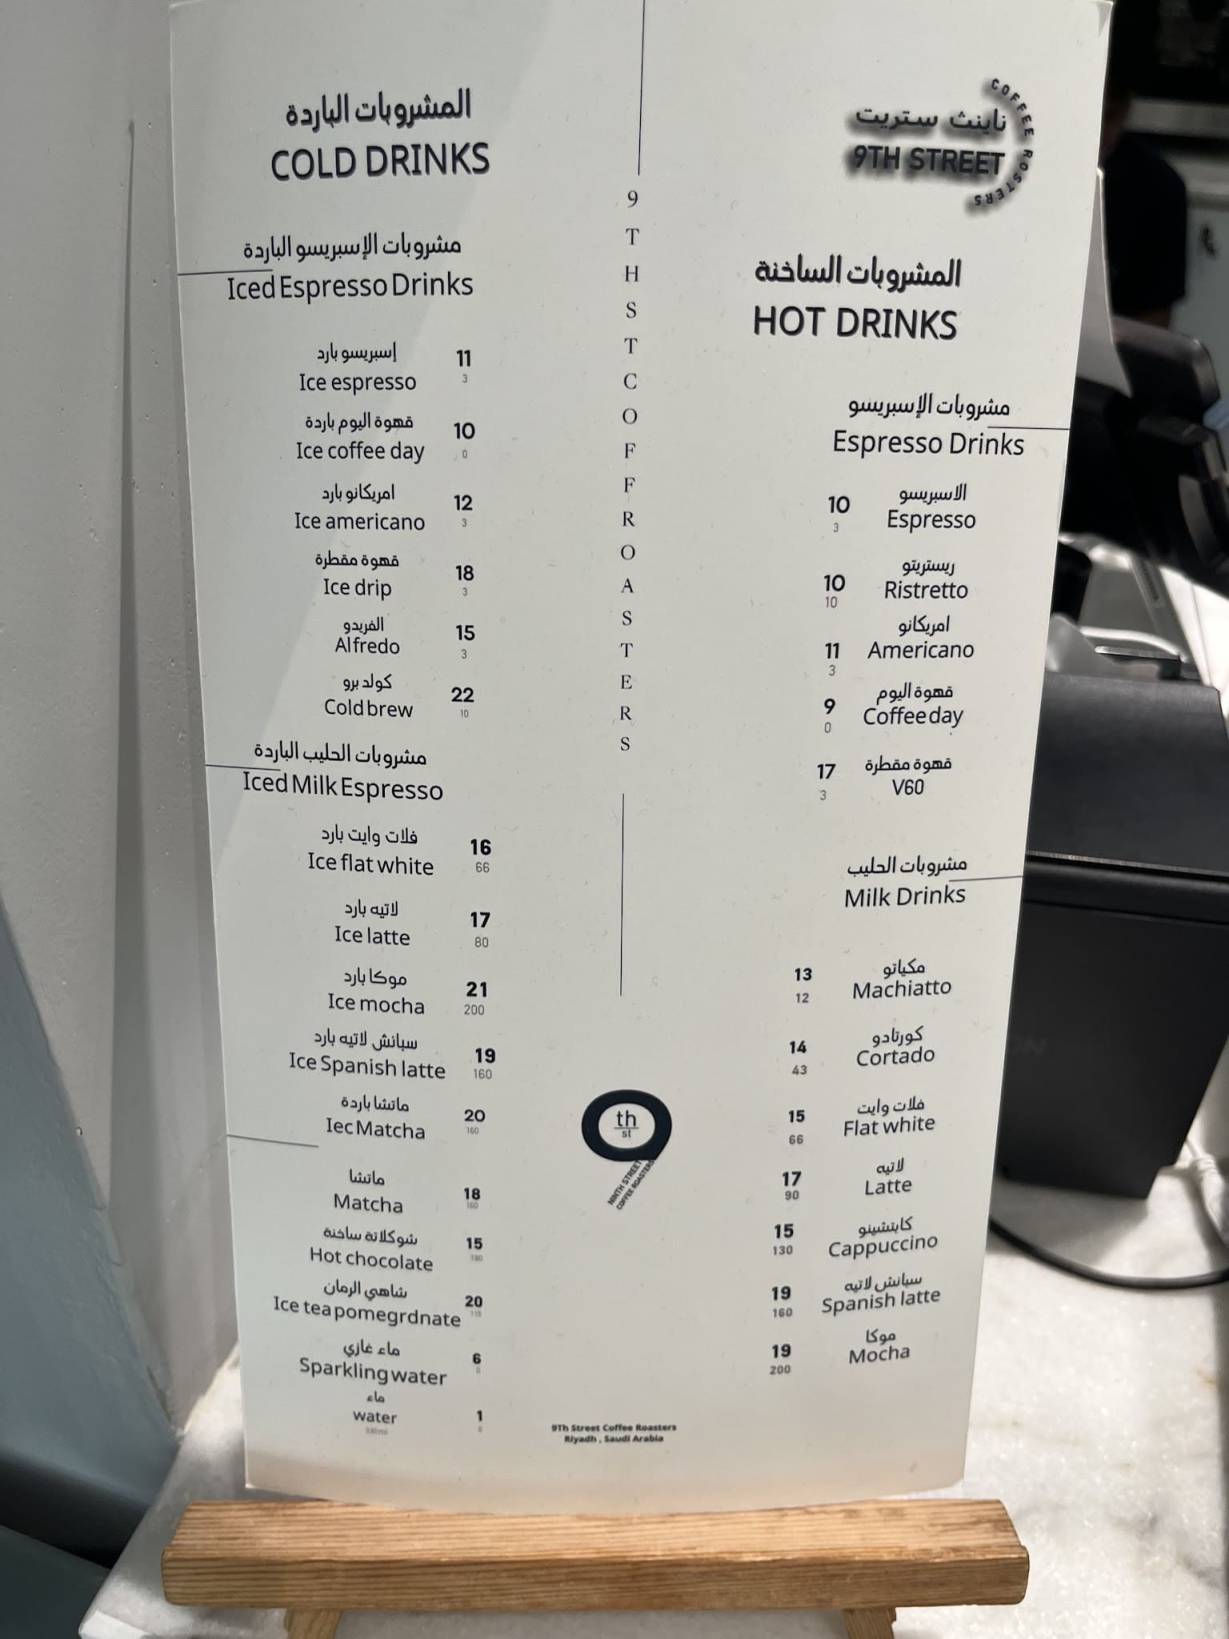 المشروبات الباردة
COLD DRINKS
مشروبات الإسبريسو الباردة
Iced Espresso Drinks
إسبريسو بارد
Ice espresso
11
3
قهوة اليوم باردة
Ice coffee day
10
0
امريكانو بارد
Ice americano
12
3
قهوة مقطرة
Ice drip
18
3
الفريدو
Alfredo
15
3
كولد برو
Cold brew
22
10
مشروبات الحليب الباردة
Iced Milk Espresso
فلات وايت بارد
Ice flat white
16
66
لاتيه بارد
Ice latte
17
80
موكا بارد
Ice mocha
21
200
سبانش لاتيه بارد
Ice Spanish latte
19
160
ماتشا باردة
Iec Matcha
20
160
ماتشا
Matcha
18
160
شوكلاتة ساخنة
Hot chocolate
15
شاهي الرمان
Ice tea pomegrdnate
20
ماء غازي
Sparkling water
6
ماء
water
1
9THSTCOFFROASTERS
th
st
NINTH STREET
COFFEE ROASTERS
9Th Street Coffee Roasters
Riyadh , Saudi Arabia
ناينث ستريت
9TH STREET
COFFEE ROSTERS
المشروبات الساخنة
HOT DRINKS
مشروبات الإسبريسو
Espresso Drinks
الاسبريسو
Espresso
10
3
ريستريتو
Ristretto
10
10
امريكانو
Americano
11
3
قهوة اليوم
Coffee day
9
0
قهوة مقطرة
V60
17
3
مشروبات الحليب
Milk Drinks
مكياتو
Machiatto
13
12
كورتادو
Cortado
14
43
فلات وايت
Flat white
15
66
لاتيه
Latte
17
90
كابتشينو
Cappuccino
15
130
سبانش لاتيه
Spanish latte
19
160
موكا
Mocha
19
200